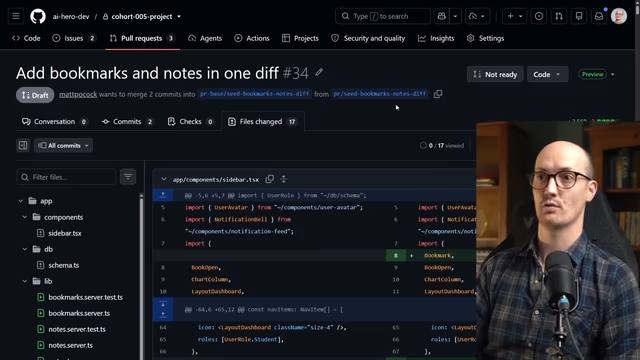 ai-hero-dev / cohort-005-project
Type / to search
Code Issues 2 Pull requests 3 Agents Actions Projects Security and quality Insights Settings
Add bookmarks and notes in one diff #34
Not ready Code Preview
Draft mattpocock wants to merge 2 commits into pr-base/seed-bookmarks-notes-diff from pr/seed-bookmarks-notes-diff
Conversation 0 Commits 2 Checks 0 Files changed 17
All commits
0 / 17 viewed
Filter files...
app
components
sidebar.tsx
db
schema.ts
lib
bookmarks.server.test.ts
bookmarks.server.ts
notes.server.test.ts
notes.server.ts
app/components/sidebar.tsx
@@ -5,6 +5,7 @@ import { UserRole } from "~/db/schema";
5 import { UserAvatar } from "~/components/user-avatar";
6 import { NotificationBell } from
"~/components/notification-feed";
7 import {
8 BookOpen,
9 ChartColumn,
10 LayoutDashboard,
@@ -64,6 +65,12 @@ const navItems: NavItem[] = [
64 icon: <LayoutDashboard className="size-4" />,
65 roles: [UserRole.Student],
66 },
5 import { UserAvatar
6 import { Notificati
"~/components/notifica
7 import {
8 + Bookmark,
9 BookOpen,
10 ChartColumn,
11 LayoutDashboard,
65 icon: <Layout
66 roles: [UserR
67 },